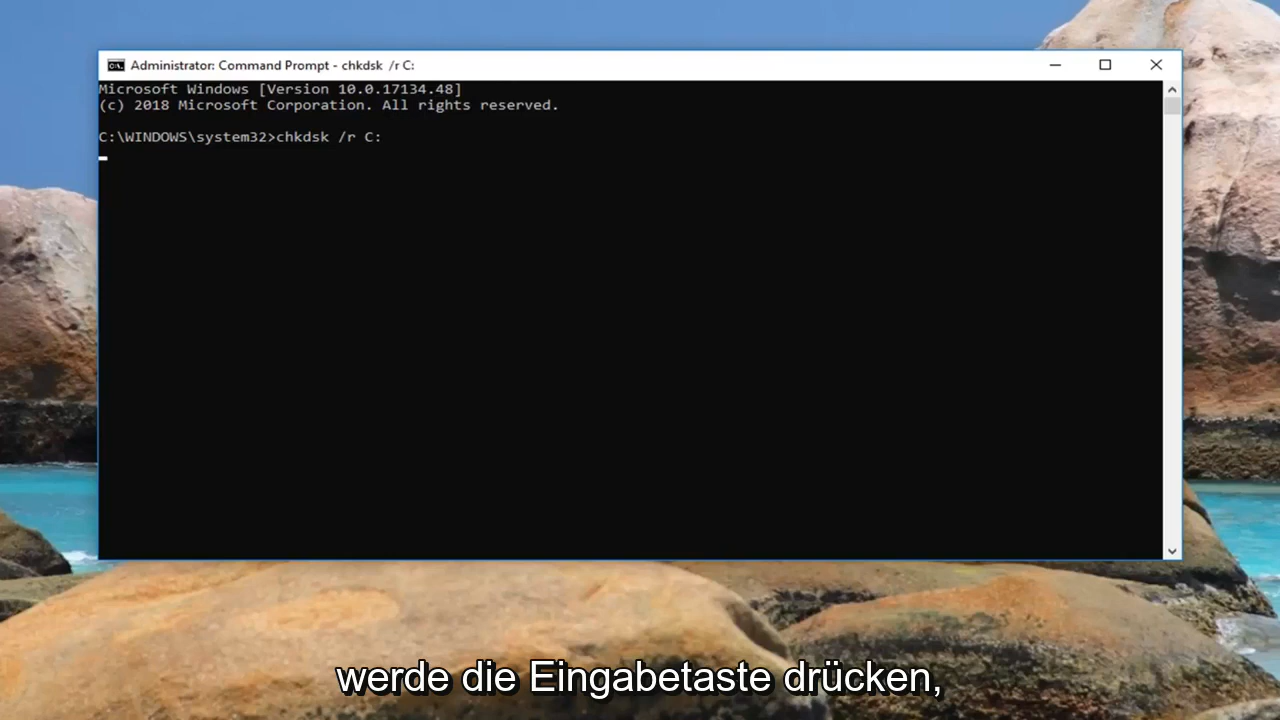 Administrator: Command Prompt - chkdsk  /r C:
Microsoft Windows [Version 10.0.17134.48]
(c) 2018 Microsoft Corporation. All rights reserved.
C:\WINDOWS\system32>chkdsk /r C:
werde die Eingabetaste drücken,